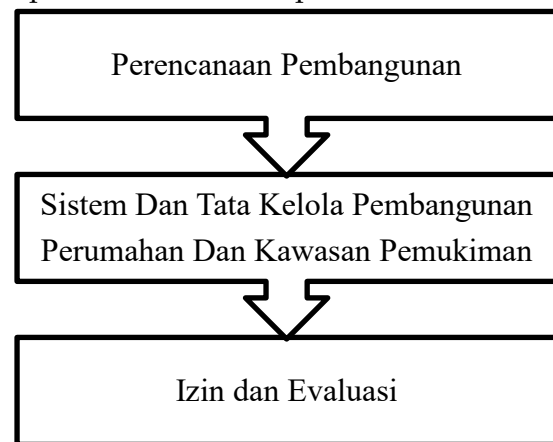 Perencanaan Pembangunan
Sistem Dan Tata Kelola Pembangunan
Perumahan Dan Kawasan Pemukiman
Izin dan Evaluasi